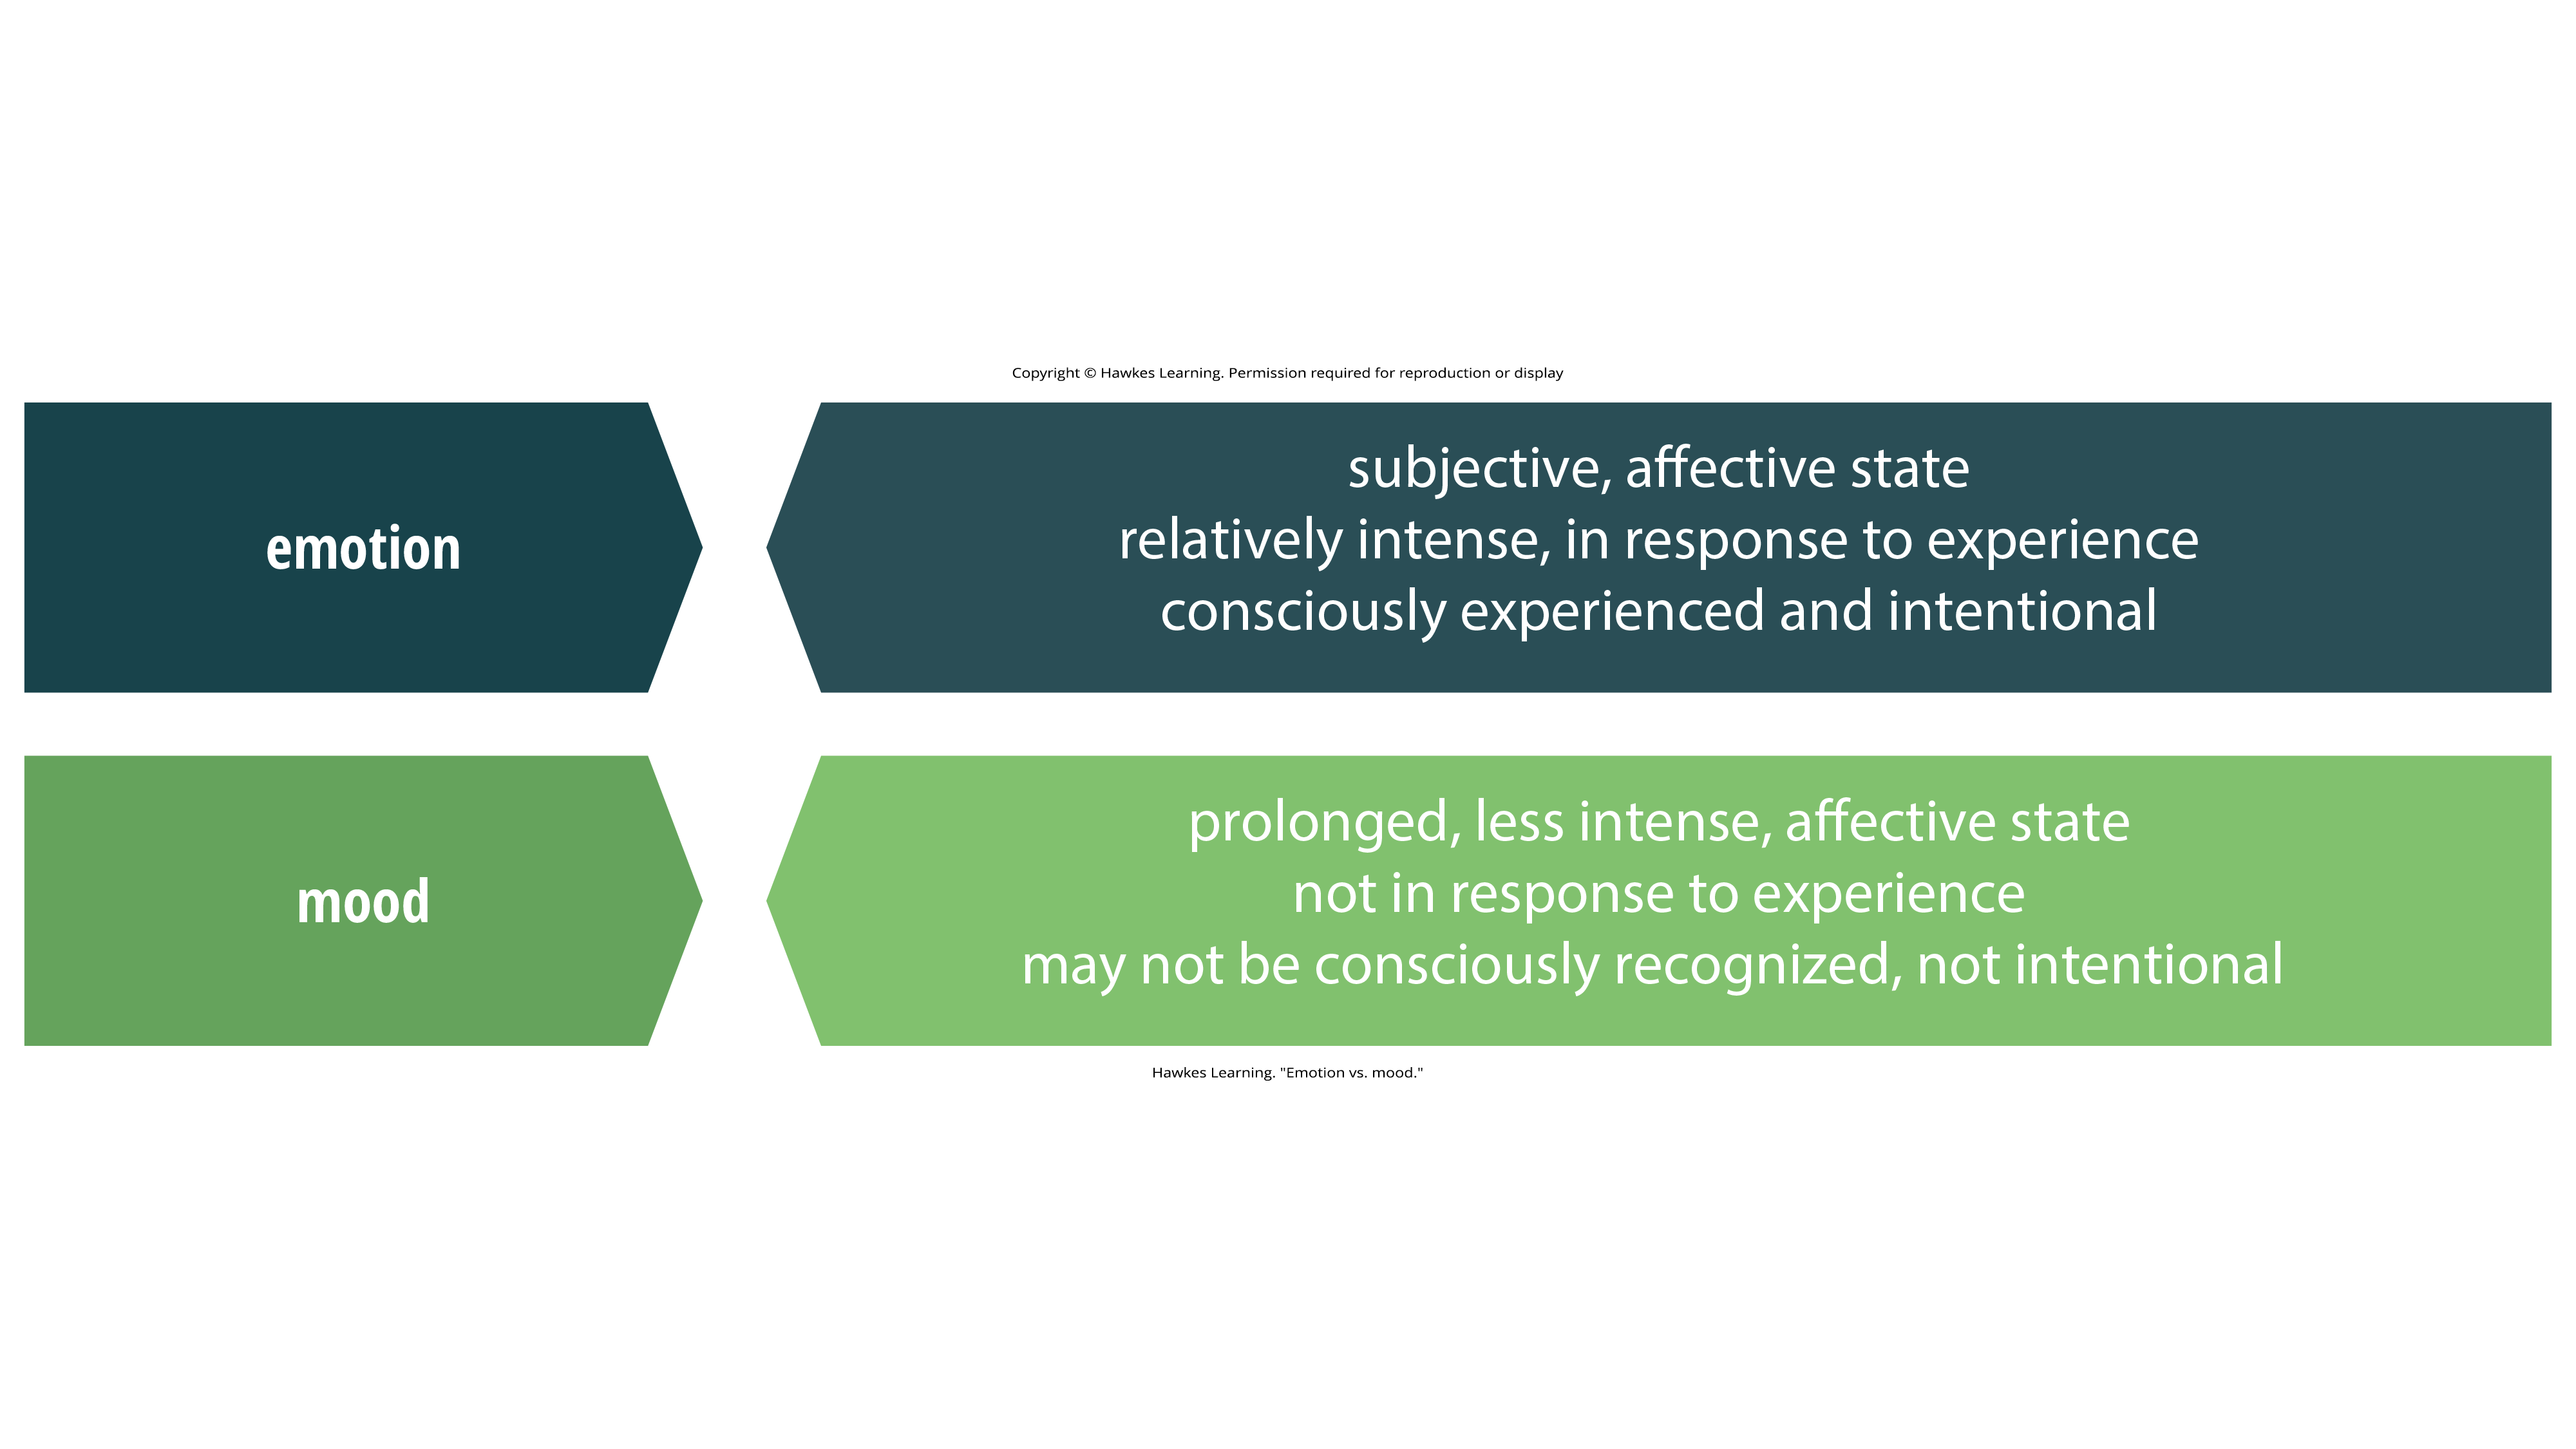 Copyright © Hawkes Learning. Permission required for reproduction or display
emotion
subjective, affective state
relatively intense, in response to experience
consciously experienced and intentional
mood
prolonged, less intense, affective state
not in response to experience
may not be consciously recognized, not intentional
Hawkes Learning. "Emotion vs. mood."